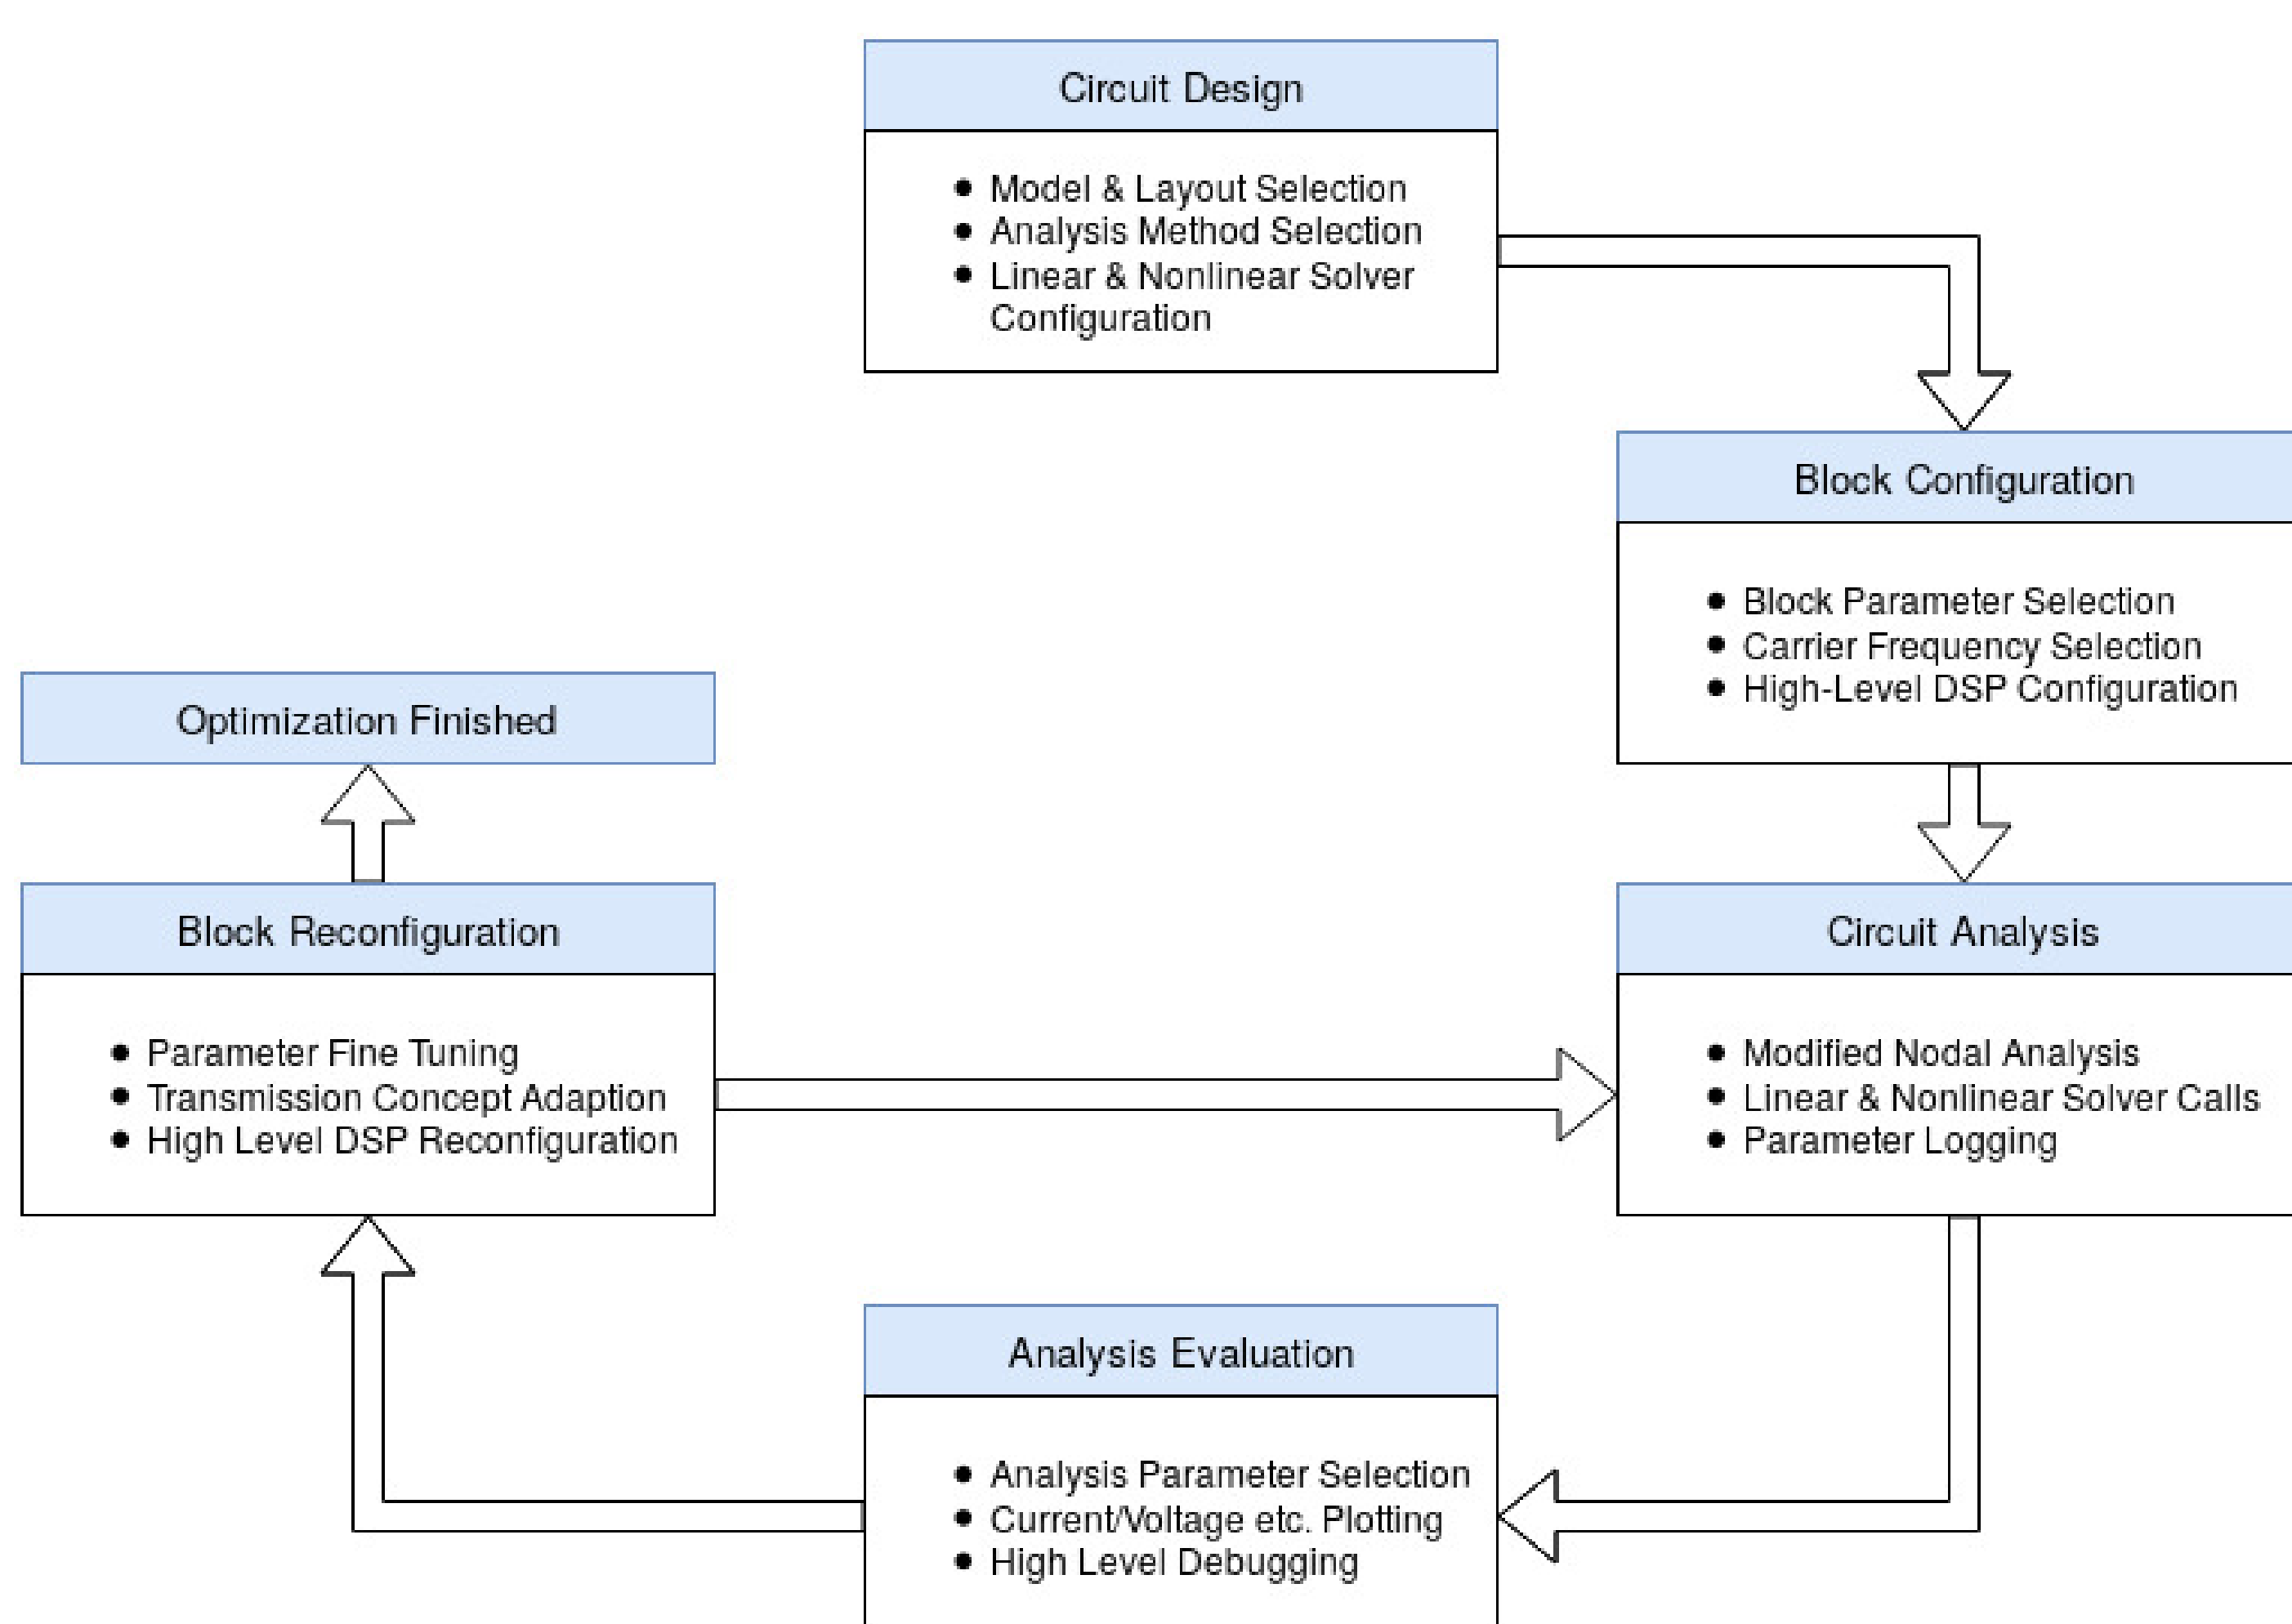 Circuit Design
● Model & Layout Selection
● Analysis Method Selection
● Linear & Nonlinear Solver
Configuration
Block Configuration
● Block Parameter Selection
● Carrier Frequency Selection
● High-Level DSP Configuration
Optimization Finished
Block Reconfiguration
● Parameter Fine Tuning
● Transmission Concept Adaption
● High Level DSP Reconfiguration
Circuit Analysis
● Modified Nodal Analysis
● Linear & Nonlinear Solver Calls
● Parameter Logging
Analysis Evaluation
● Analysis Parameter Selection
● Current/Voltage etc. Plotting
● High Level Debugging